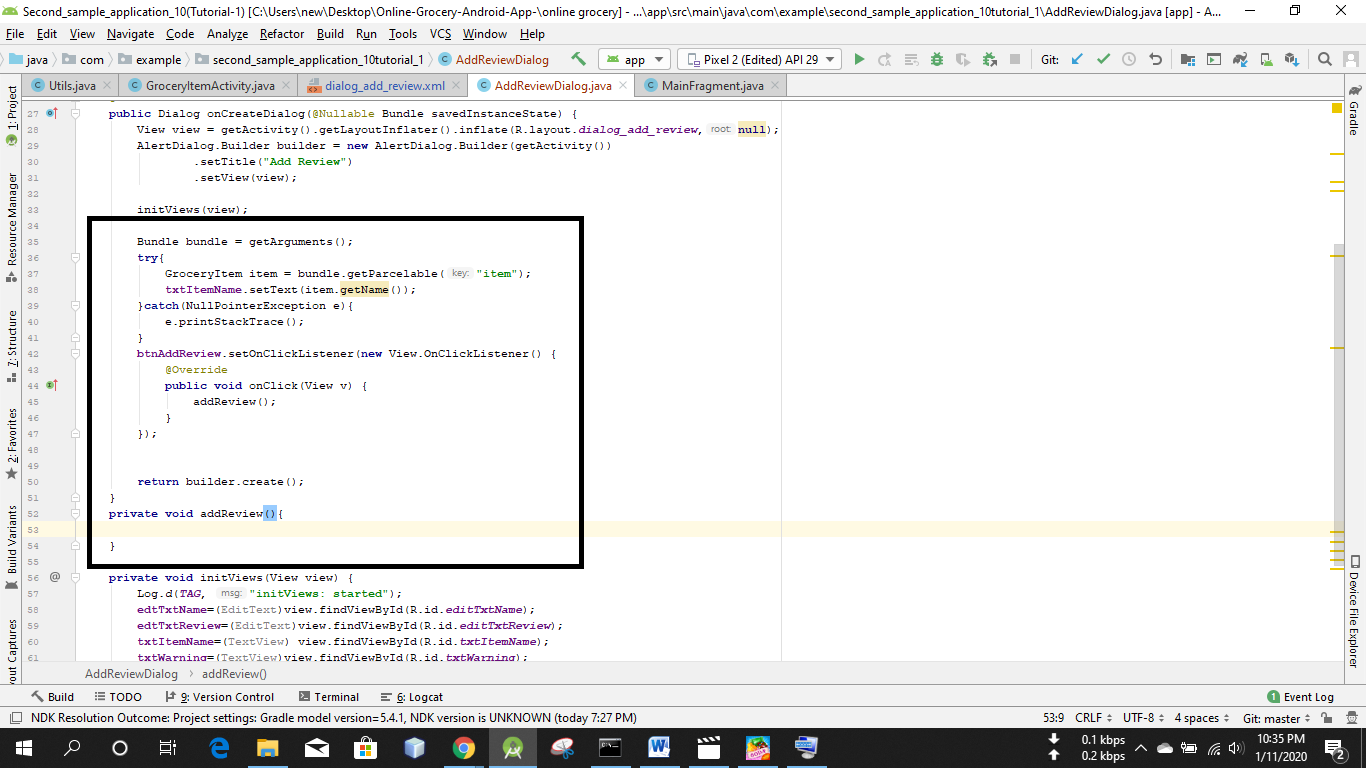 Second_sample_application_10(Tutorial-1) [C:\Users\new\Desktop\Online-Grocery-Android-App-\online grocery] - ...\app\src\main\java\com\example\second_sample_application_10tutorial_1\AddReviewDialog.java [app] - A...
File Edit View Navigate Code Analyze Refactor Build Run Tools VCS Window Help
java com example second_sample_application_10tutorial_1 AddReviewDialog app Pixel 2 (Edited) API 29 Git:
Utils.java GroceryItemActivity.java dialog_add_review.xml AddReviewDialog.java MainFragment.java
1: Project
Resource Manager
7: Structure
2: Favorites
Build Variants
out Captures
27 public Dialog onCreateDialog(@Nullable Bundle savedInstanceState) {
28 View view = getActivity().getLayoutInflater().inflate(R.layout.dialog_add_review, root: null);
29 AlertDialog.Builder builder = new AlertDialog.Builder(getActivity())
30 .setTitle("Add Review")
31 .setView(view);
32
33 initViews(view);
34
35 Bundle bundle = getArguments();
36 try{
37 GroceryItem item = bundle.getParcelable( key: "item");
38 txtItemName.setText(item.getName());
39 }catch(NullPointerException e){
40 e.printStackTrace();
41 }
42 btnAddReview.setOnClickListener(new View.OnClickListener() {
43 @Override
44 public void onClick(View v) {
45 addReview();
46 }
47 });
48
49
50 return builder.create();
51 }
52 private void addReview(){
53
54 }
55
56 @ private void initViews(View view) {
57 Log.d(TAG, msg: "initViews: started");
58 edtTxtName=(EditText)view.findViewById(R.id.editTxtName);
59 edtTxtReview=(EditText)view.findViewById(R.id.editTxtReview);
60 txtItemName=(TextView) view.findViewById(R.id.txtItemName);
61 txtWarning=(TextView)view.findViewById(R.id.txtWarning);
Gradle
Device File Explorer
AddReviewDialog addReview()
Build TODO 9: Version Control Terminal 6: Logcat 1 Event Log
NDK Resolution Outcome: Project settings: Gradle model version=5.4.1, NDK version is UNKNOWN (today 7:27 PM) 53:9 CRLF UTF-8 4 spaces Git: master
0.1 kbps
0.2 kbps
10:35 PM
1/11/2020
2